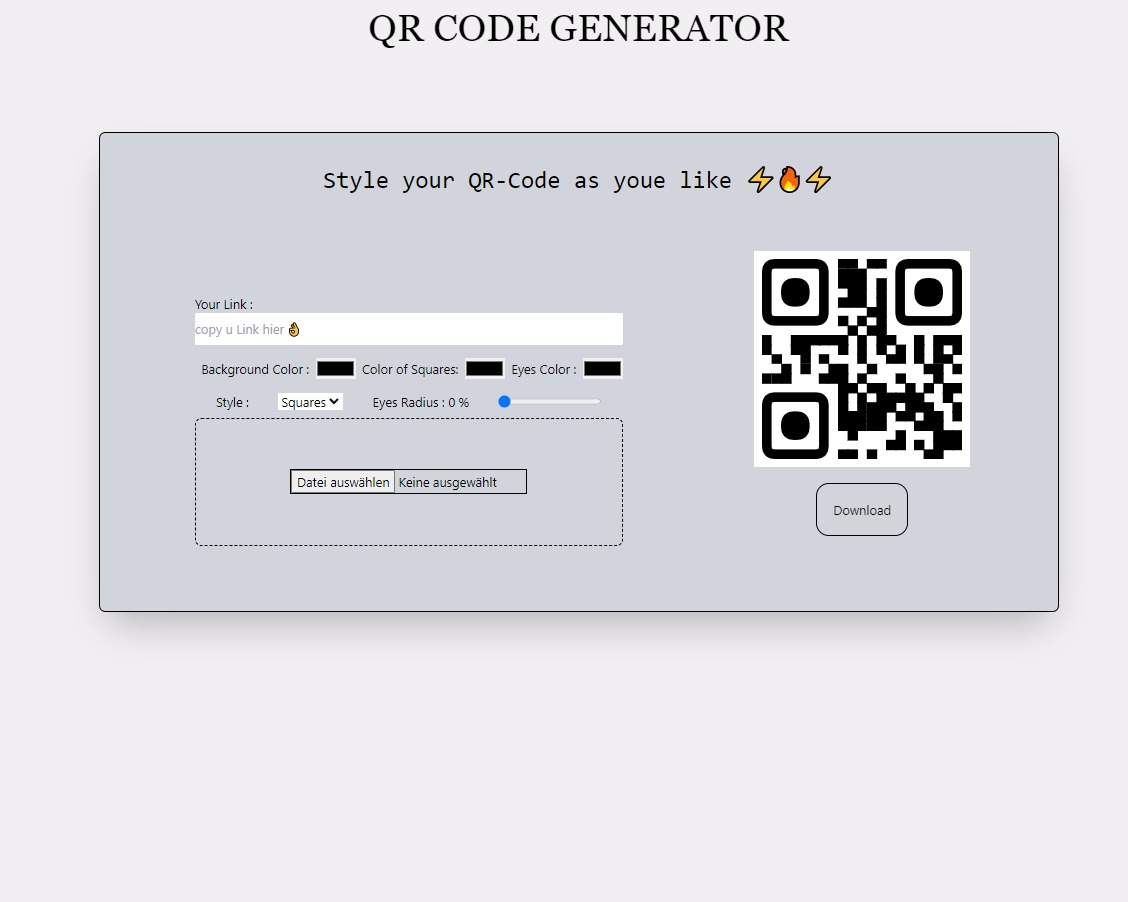 QR CODE GENERATOR
Style your QR-Code as youe like ⚡🔥⚡
Your Link :
copy u Link hier 👌
Background Color : Color of Squares: Eyes Color :
Style : Squares Eyes Radius : 0 %
Datei auswählen Keine ausgewählt
Download